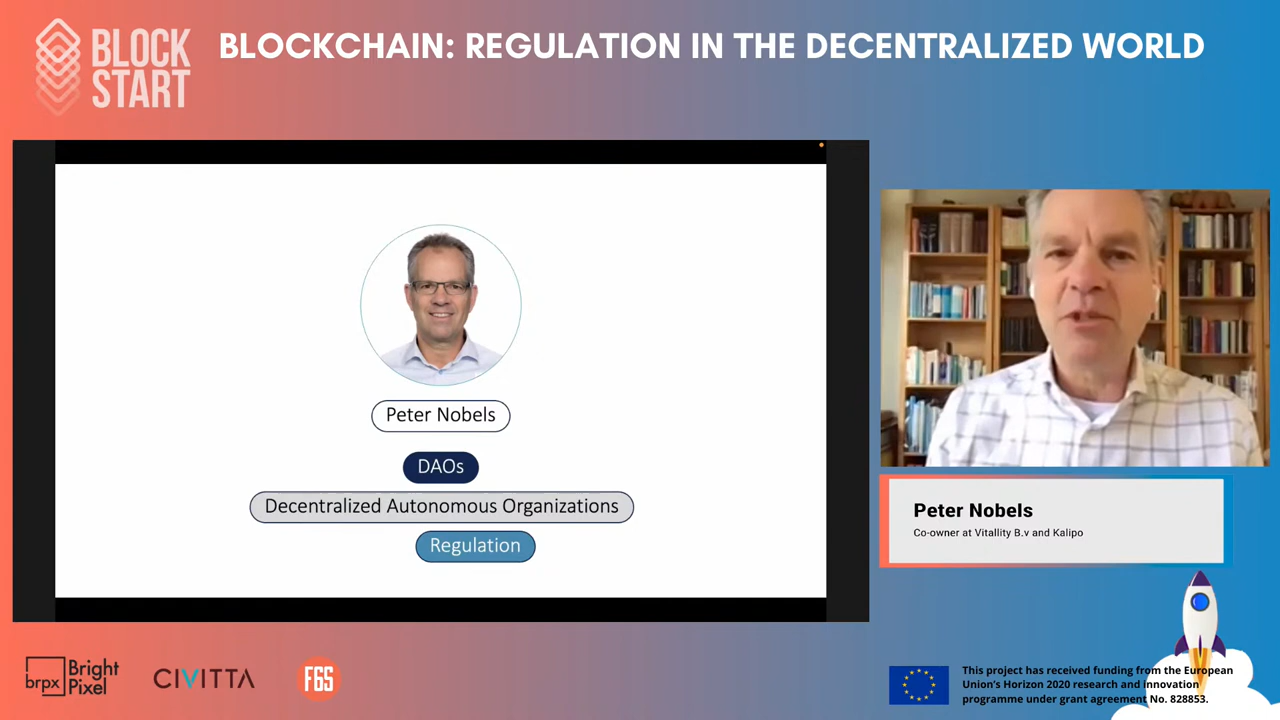 BLOCK
START
BLOCKCHAIN: REGULATION IN THE DECENTRALIZED WORLD
Peter Nobels
DAOs
Decentralized Autonomous Organizations
Regulation
Peter Nobels
Co-owner at Vitallity B.v and Kalipo
brpx
Bright
Pixel
CIVITTA
F6S
This project has received funding from the European
Union's Horizon 2020 research and innovation
programme under grant agreement No. 828853.